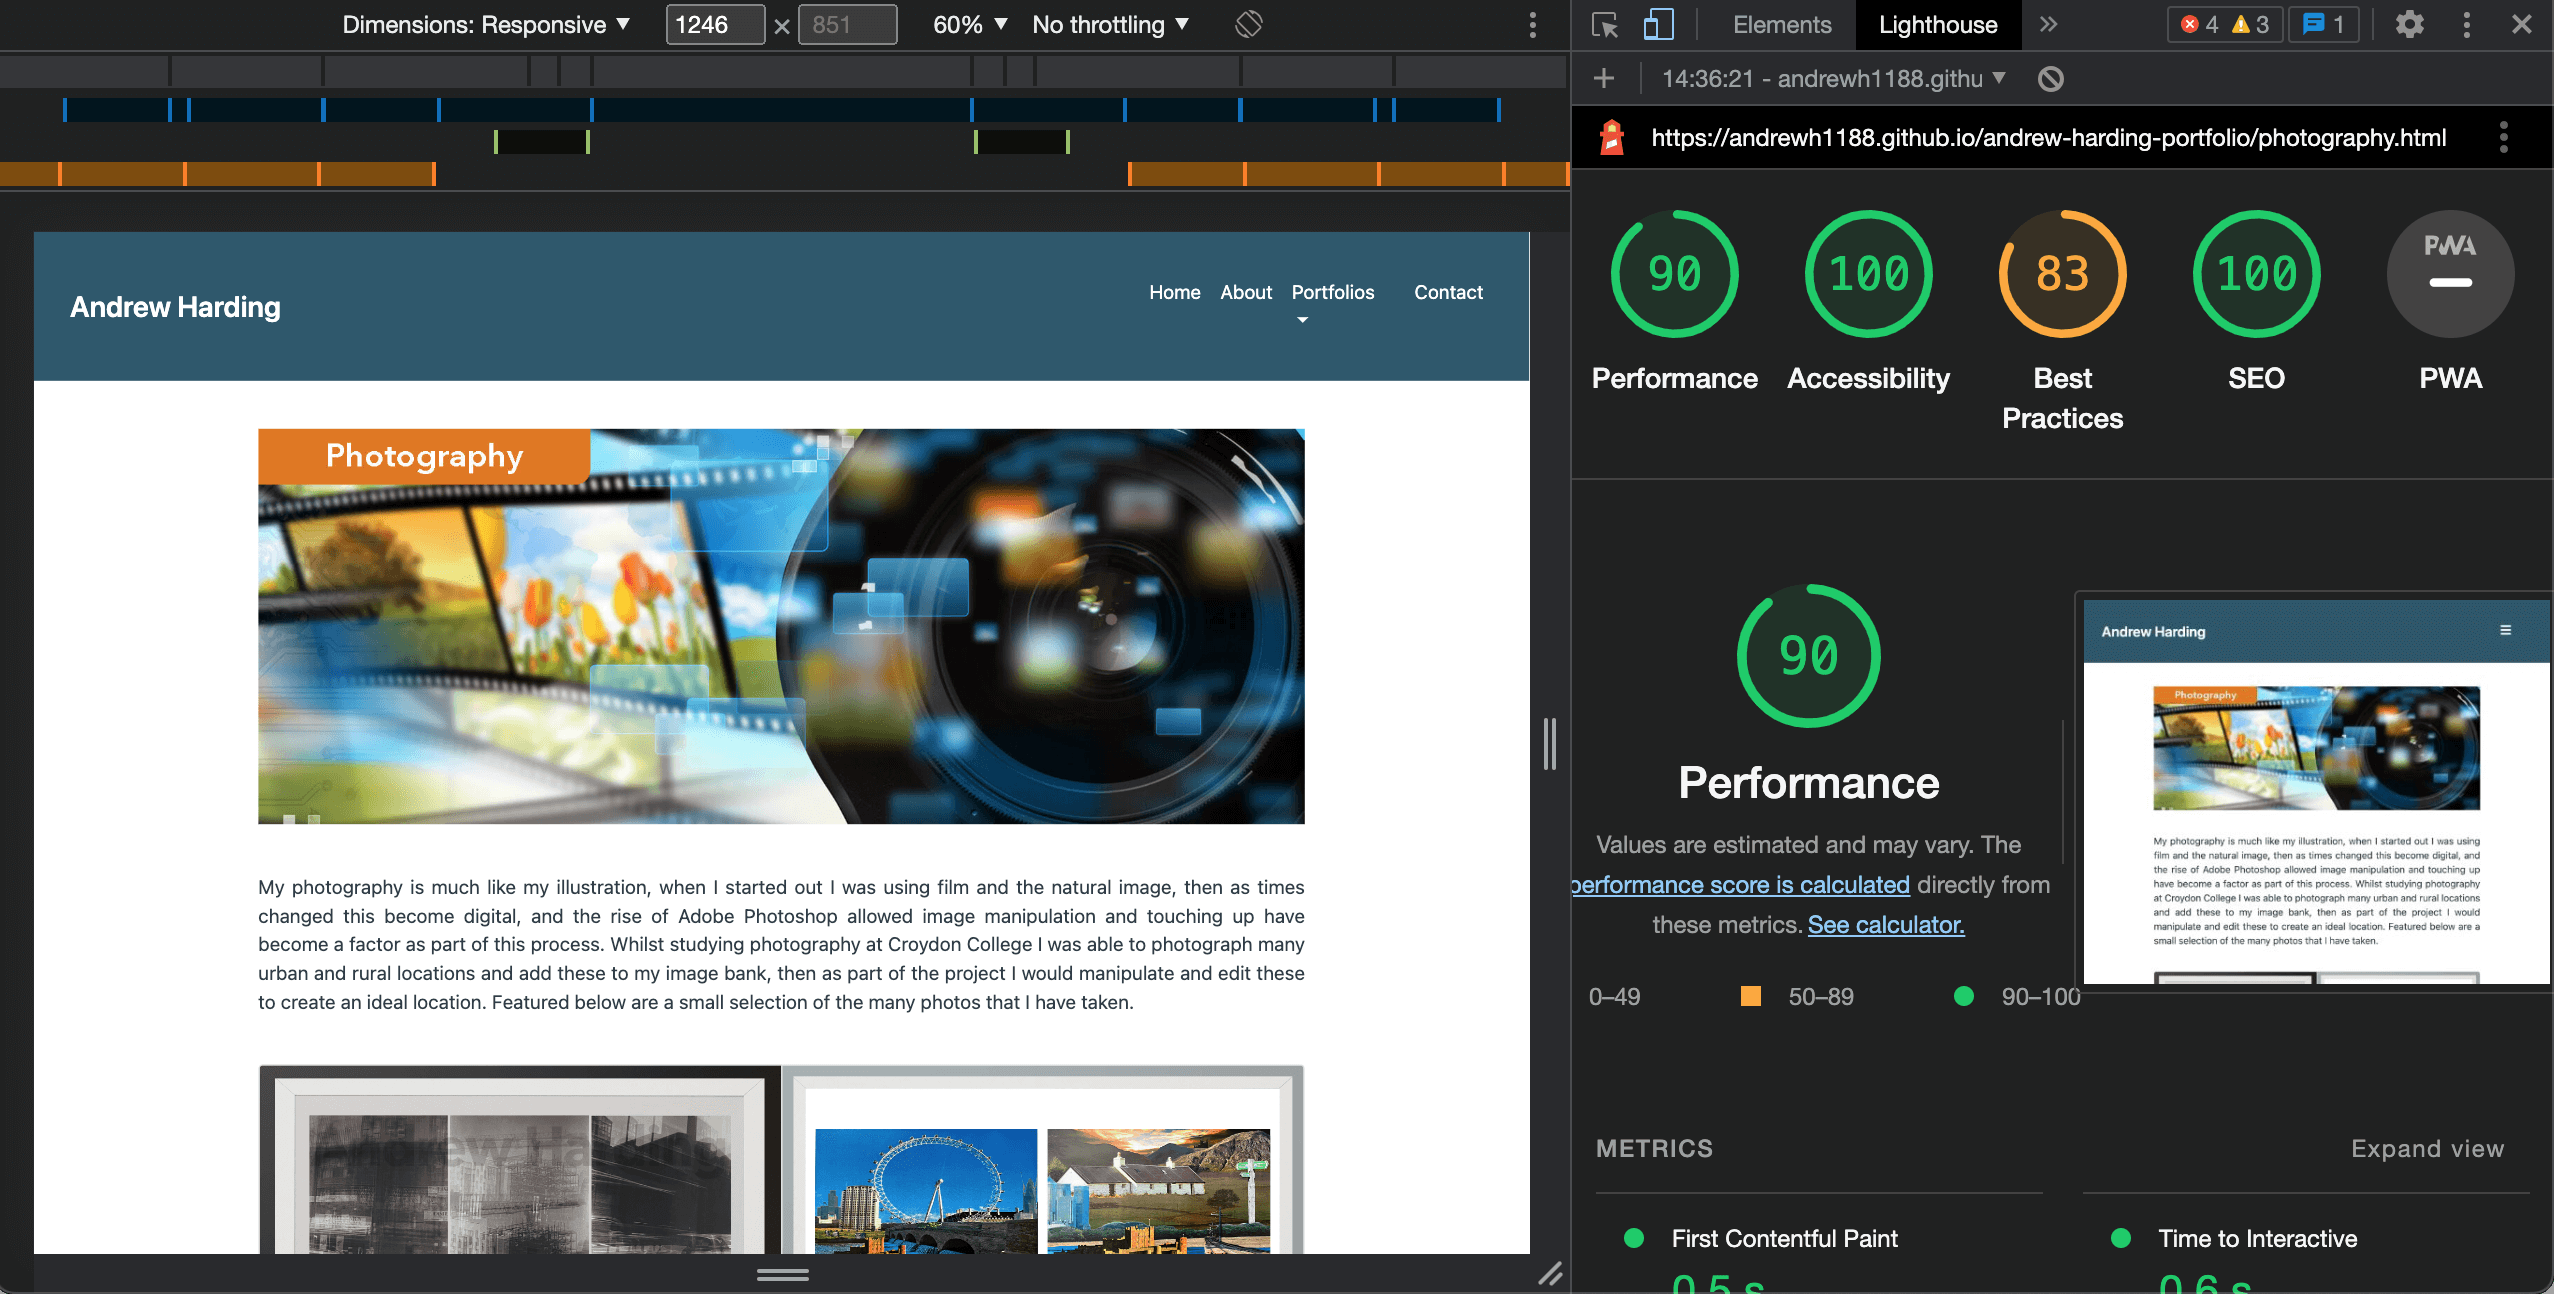 Dimensions: Responsive ▼ 1246 × 851 60% ▼ No throttling ▼
Elements Lighthouse » 4 3 1
14:36:21 - andrewh1188.githu ▼
https://andrewh1188.github.io/andrew-harding-portfolio/photography.html
90 100 83 100 PWA
Performance Accessibility Best Practices SEO PWA
Andrew Harding
Home About Portfolios Contact
Photography
My photography is much like my illustration, when I started out I was using film and the natural image, then as times
changed this become digital, and the rise of Adobe Photoshop allowed image manipulation and touching up have
become a factor as part of this process. Whilst studying photography at Croydon College I was able to photograph many
urban and rural locations and add these to my image bank, then as part of the project I would manipulate and edit these
to create an ideal location. Featured below are a small selection of the many photos that I have taken.
90
Performance
Values are estimated and may vary. The
performance score is calculated directly from
these metrics. See calculator.
0–49 50–89 90–100
Andrew Harding
Photography
My photography is much like my illustration, when I started out I was using
film and the natural image, then as times changed this become digital, and
the rise of Adobe Photoshop allowed image manipulation and touching up
have become a factor as part of this process. Whilst studying photography
at Croydon College I was able to photograph many urban and rural locations
and add these to my image bank, then as part of the project I would
manipulate and edit these to create an ideal location. Featured below are a
small selection of the many photos that I have taken.
METRICS Expand view
First Contentful Paint Time to Interactive
0.5 s 0.6 s